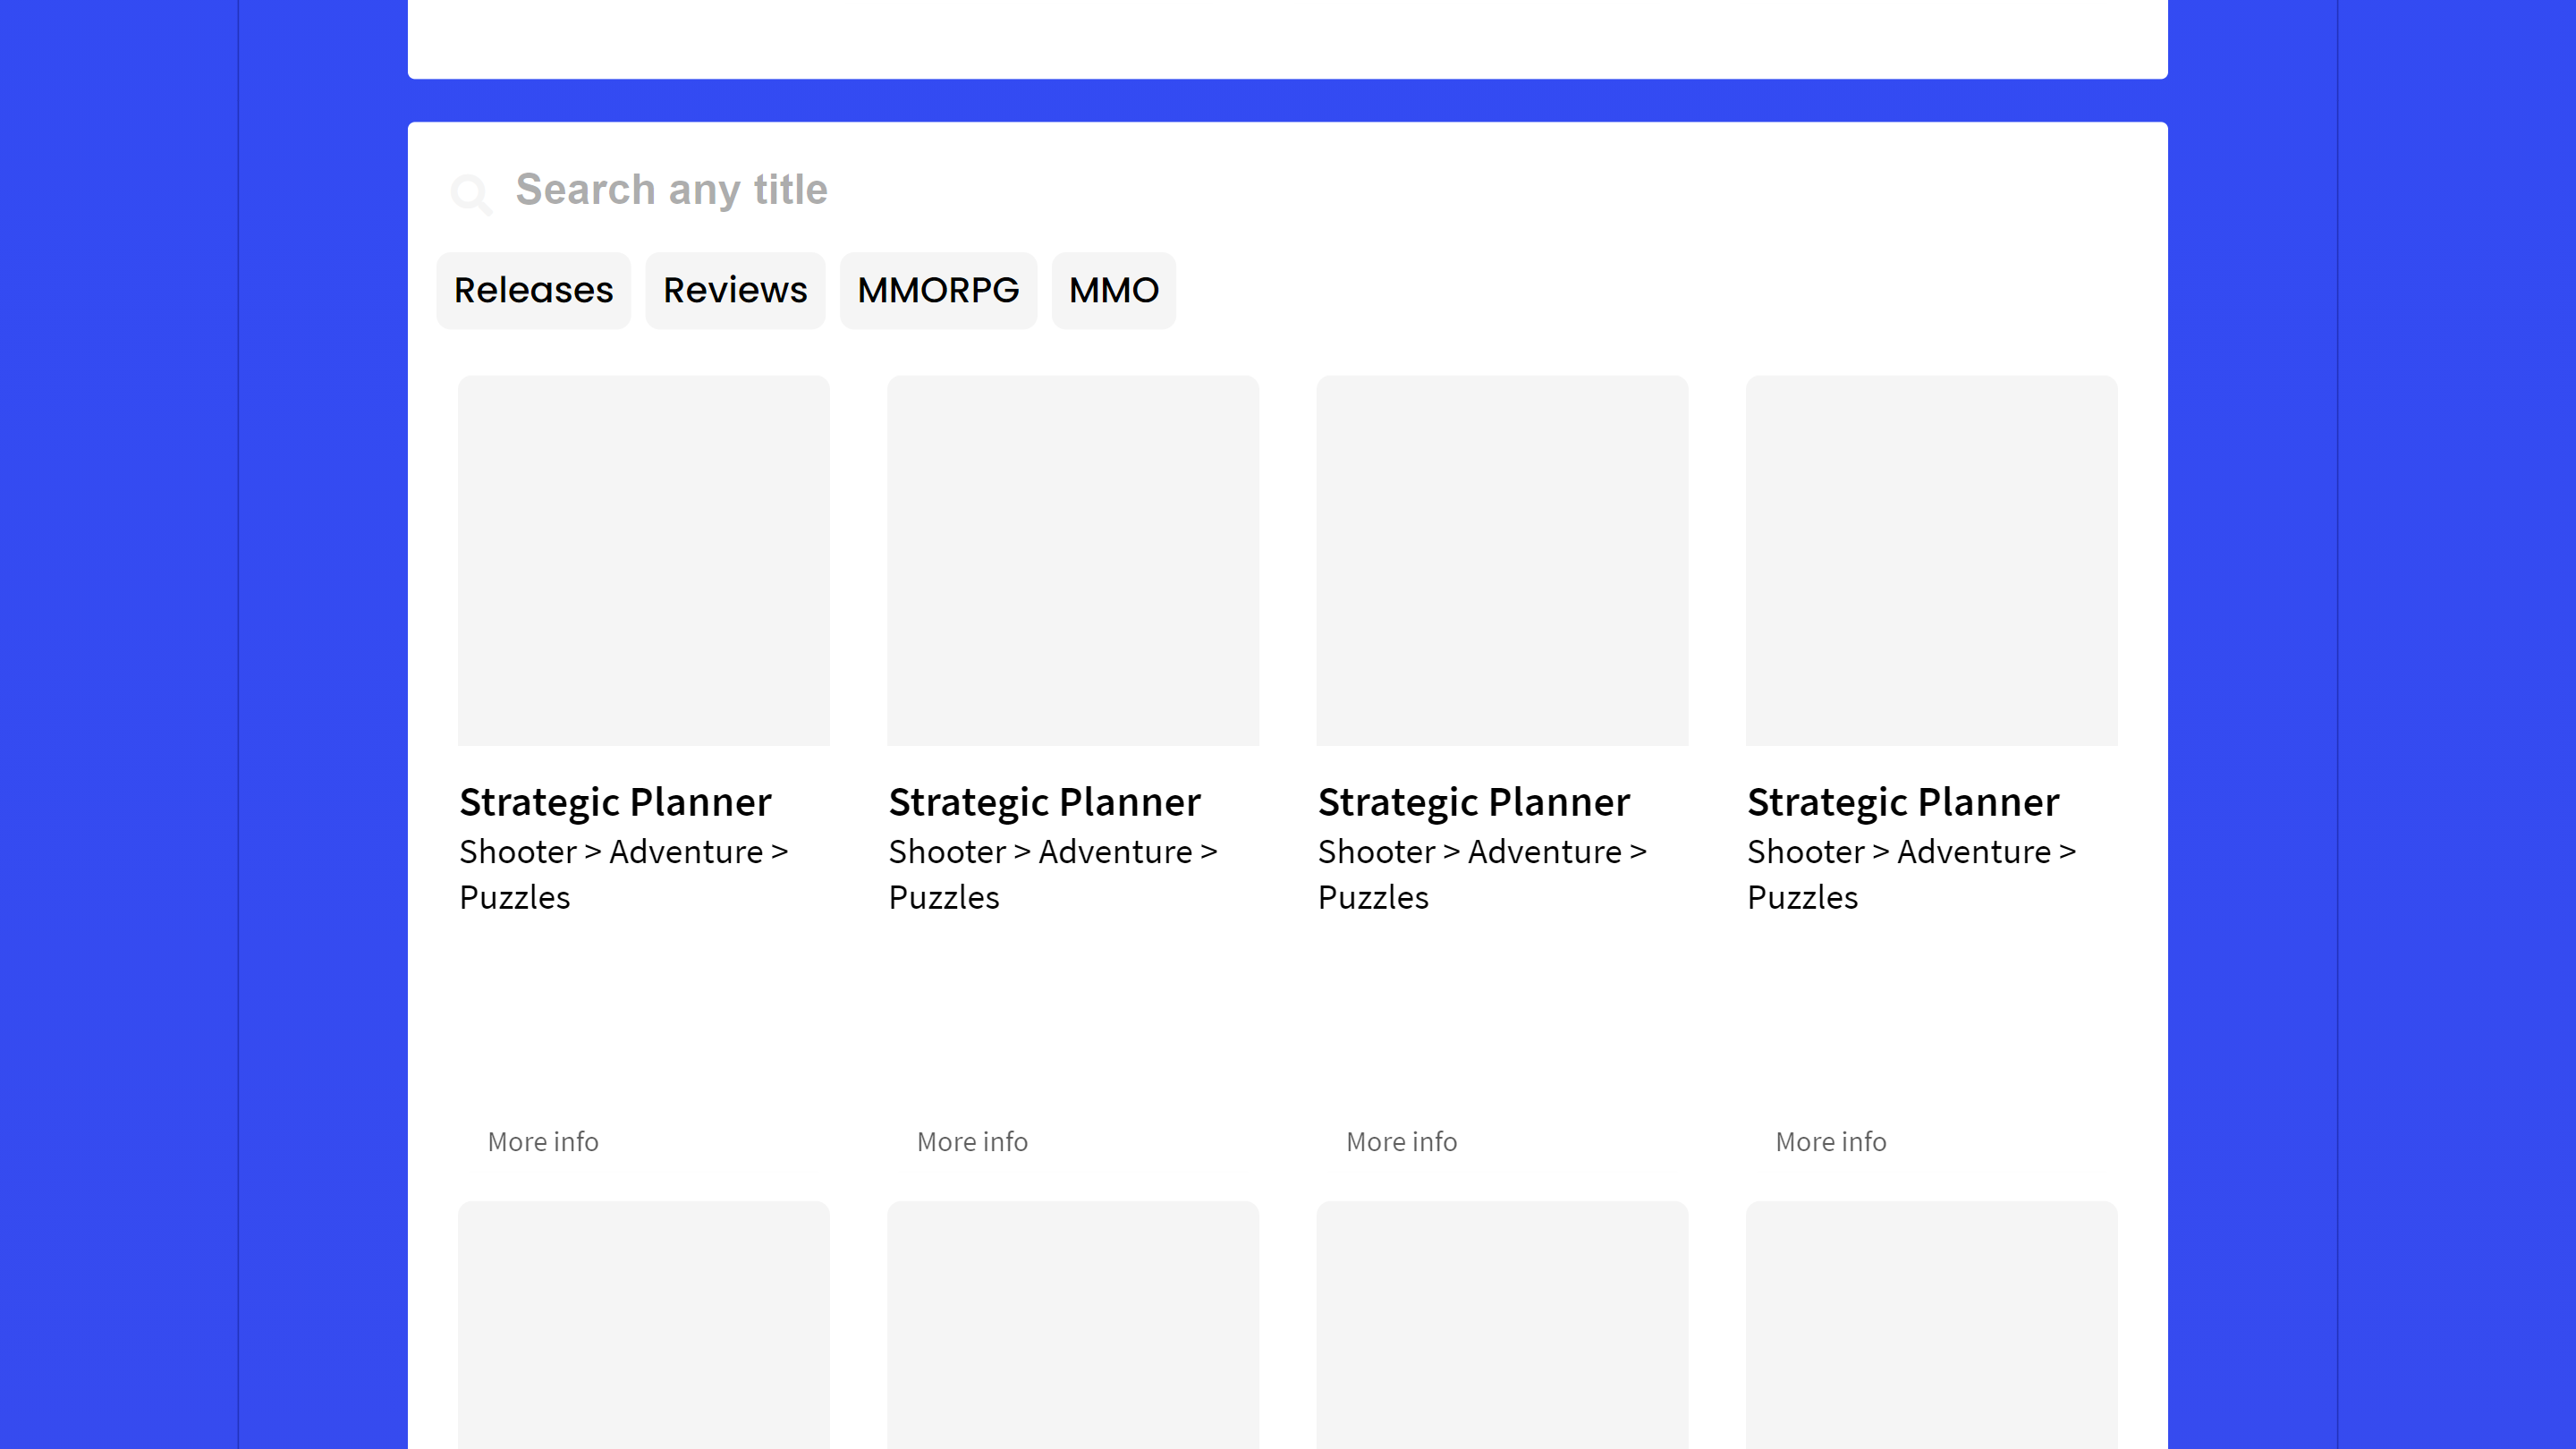 Search any title
Releases Reviews MMORPG MMO
Strategic Planner
Shooter > Adventure >
Puzzles
More info
Strategic Planner
Shooter > Adventure >
Puzzles
More info
Strategic Planner
Shooter > Adventure >
Puzzles
More info
Strategic Planner
Shooter > Adventure >
Puzzles
More info